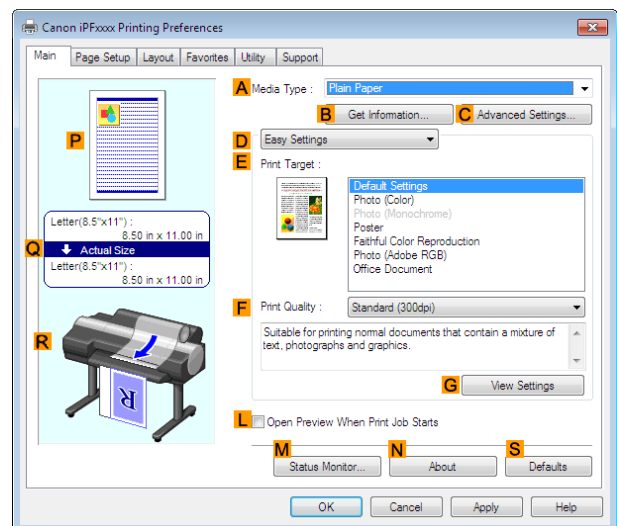 Canon iPFxxxx Printing Preferences
Main Page Setup Layout Favorites Utility Support
A Media Type : Plain Paper
B Get Information... C Advanced Settings...
D Easy Settings
E Print Target :
Default Settings
Photo (Color)
Photo (Monochrome)
Poster
Faithful Color Reproduction
Photo (Adobe RGB)
Office Document
F Print Quality : Standard (300dpi)
Suitable for printing normal documents that contain a mixture of
text, photographs and graphics.
G View Settings
P
Letter(8.5"x11") :
8.50 in x 11.00 in
Q Actual Size
Letter(8.5"x11") :
8.50 in x 11.00 in
R
R
L Open Preview When Print Job Starts
M Status Monitor... N About S Defaults
OK Cancel Apply Help